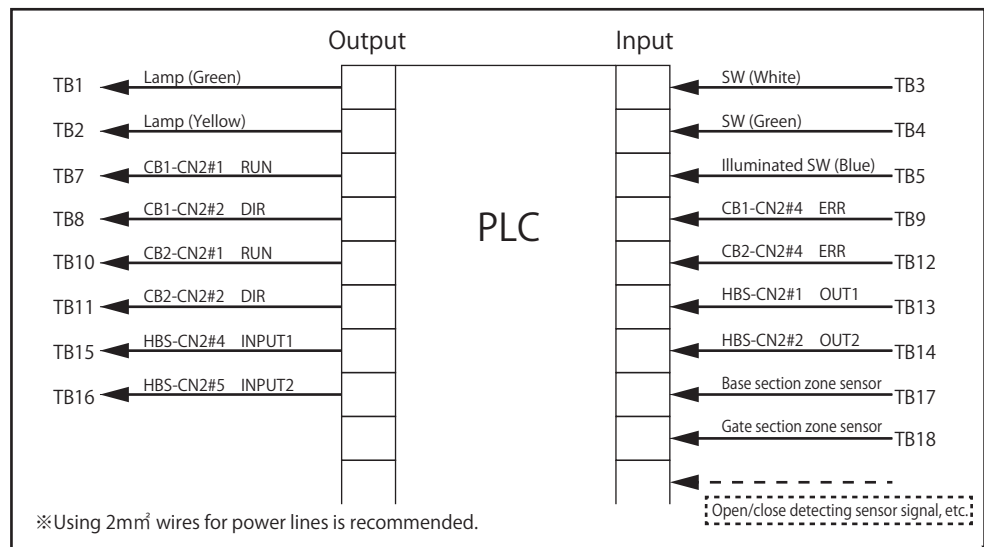 Output Input
TB1 Lamp (Green) SW (White) TB3
TB2 Lamp (Yellow) SW (Green) TB4
TB7 CB1-CN2#1 RUN Illuminated SW (Blue) TB5
TB8 CB1-CN2#2 DIR CB1-CN2#4 ERR TB9
PLC
TB10 CB2-CN2#1 RUN CB2-CN2#4 ERR TB12
TB11 CB2-CN2#2 DIR HBS-CN2#1 OUT1 TB13
TB15 HBS-CN2#4 INPUT1 HBS-CN2#2 OUT2 TB14
TB16 HBS-CN2#5 INPUT2 Base section zone sensor TB17
Gate section zone sensor TB18
Open/close detecting sensor signal, etc.
※Using 2mm² wires for power lines is recommended.